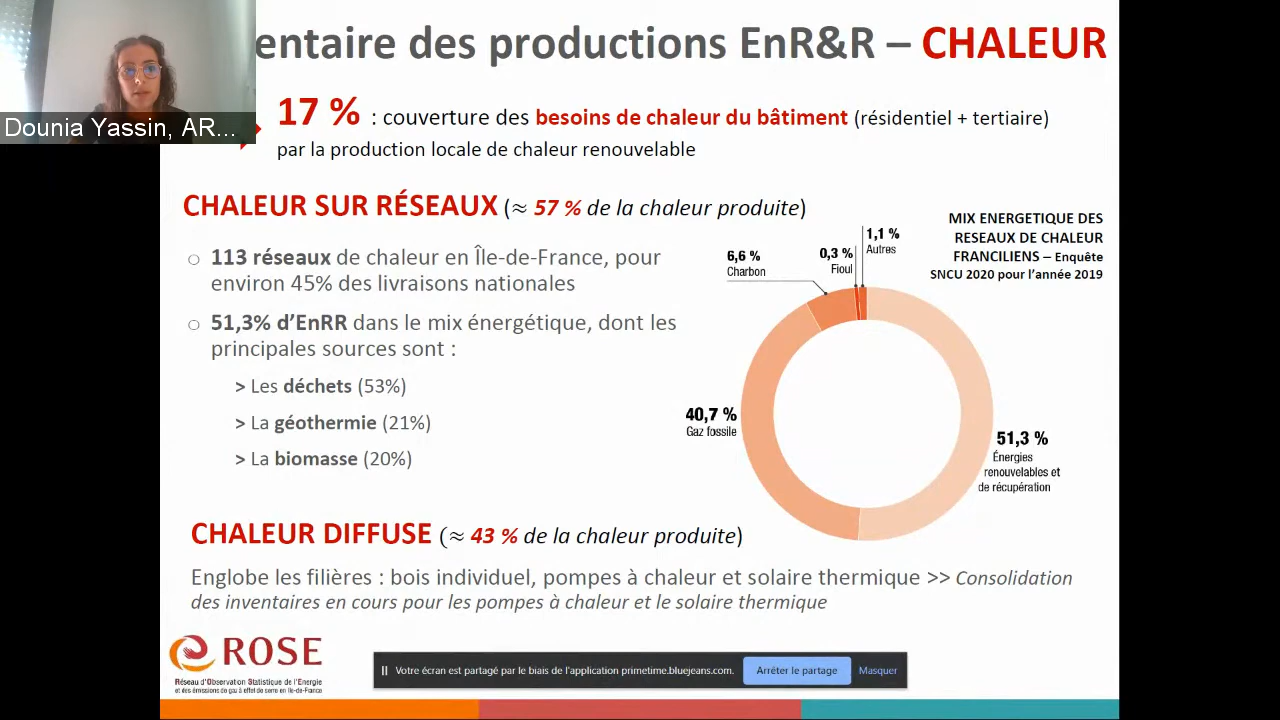 entaire des productions EnR&R – CHALEUR
Dounia Yassin, AR...
17 % : couverture des besoins de chaleur du bâtiment (résidentiel + tertiaire)
par la production locale de chaleur renouvelable
CHALEUR SUR RÉSEAUX (≈ 57 % de la chaleur produite)
113 réseaux de chaleur en Île-de-France, pour
environ 45% des livraisons nationales
51,3% d’EnRR dans le mix énergétique, dont les
principales sources sont :
> Les déchets (53%)
> La géothermie (21%)
> La biomasse (20%)
MIX ENERGETIQUE DES
RESEAUX DE CHALEUR
FRANCILIENS – Enquête
SNCU 2020 pour l’année 2019
6,6 %
Charbon
0,3 %
Fioul
1,1 %
Autres
40,7 %
Gaz fossile
51,3 %
Énergies
renouvelables et
de récupération
CHALEUR DIFFUSE (≈ 43 % de la chaleur produite)
Englobe les filières : bois individuel, pompes à chaleur et solaire thermique >> Consolidation
des inventaires en cours pour les pompes à chaleur et le solaire thermique
ROSE
Réseau d’Observation Statistique de l’Energie
et des émissions de gaz à effet de serre en Ile-de-France
Votre écran est partagé par le biais de l’application primetime.bluejeans.com.
Arrêter le partage
Masquer